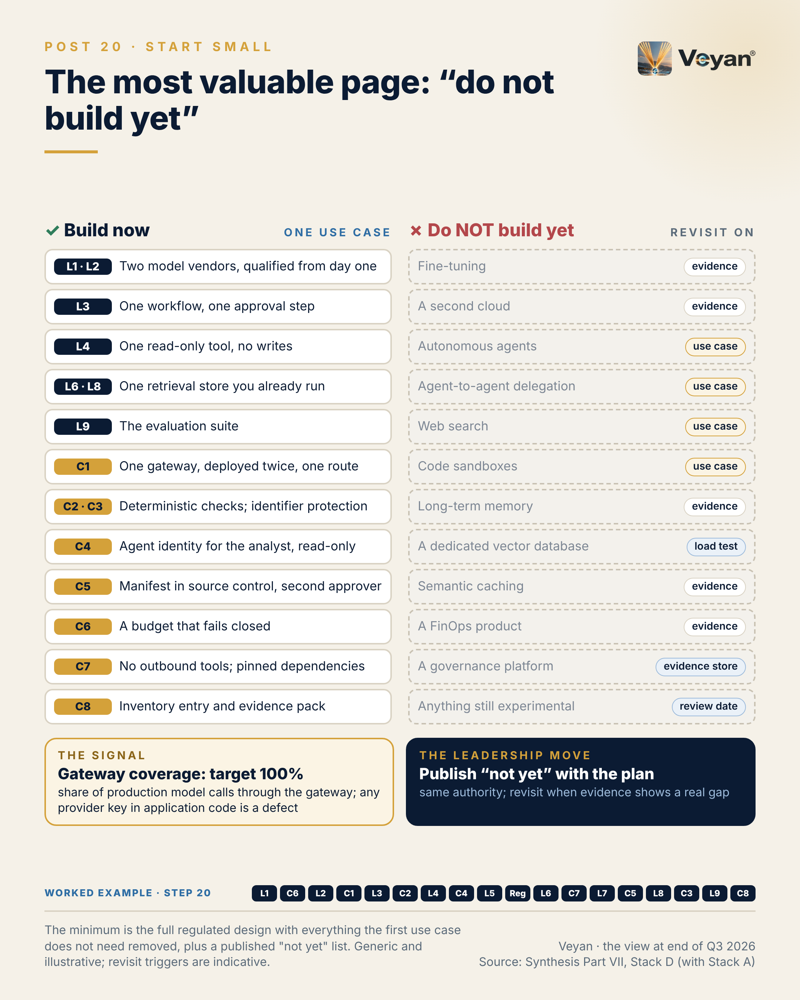 POST 20 · START SMALL
Veyan®
The most valuable page: “do not
build yet”
✓ Build now
ONE USE CASE
L1 · L2 Two model vendors, qualified from day one
L3 One workflow, one approval step
L4 One read-only tool, no writes
L6 · L8 One retrieval store you already run
L9 The evaluation suite
C1 One gateway, deployed twice, one route
C2 · C3 Deterministic checks; identifier protection
C4 Agent identity for the analyst, read-only
C5 Manifest in source control, second approver
C6 A budget that fails closed
C7 No outbound tools; pinned dependencies
C8 Inventory entry and evidence pack
× Do NOT build yet
REVISIT ON
Fine-tuning evidence
A second cloud evidence
Autonomous agents use case
Agent-to-agent delegation use case
Web search use case
Code sandboxes use case
Long-term memory evidence
A dedicated vector database load test
Semantic caching evidence
A FinOps product evidence
A governance platform evidence store
Anything still experimental review date
THE SIGNAL
Gateway coverage: target 100%
share of production model calls through the gateway; any
provider key in application code is a defect
THE LEADERSHIP MOVE
Publish “not yet” with the plan
same authority; revisit when evidence shows a real gap
WORKED EXAMPLE · STEP 20
L1 C6 L2 C1 L3 C2 L4 C4 L5 Reg L6 C7 L7 C5 L8 C3 L9 C8
The minimum is the full regulated design with everything the first use case
does not need removed, plus a published "not yet" list. Generic and
illustrative; revisit triggers are indicative.
Veyan · the view at end of Q3 2026
Source: Synthesis Part VII, Stack D (with Stack A)